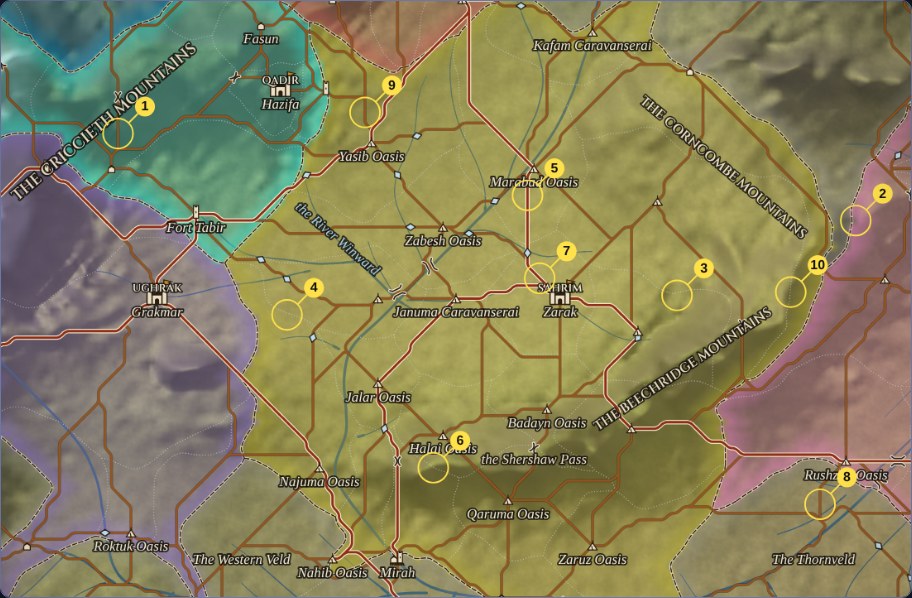 Fasun
Kafam Caravanserai
THE CRICCIETH MOUNTAINS
QADIR
Hazifa
9
1
THE CORNCOMBE MOUNTAINS
Yasib Oasis
5
Marabad Oasis
2
the River Winward
Fort Tabir
Zabesh Oasis
7
3
10
UGHRAK
Grakmar
4
SAHRIM
Zarak
Januma Caravanserai
THE BEECHRIDGE MOUNTAINS
Jalar Oasis
Badayn Oasis
6
Halai Oasis
the Shershaw Pass
Najuma Oasis
8
Qaruma Oasis
Roktuk Oasis
The Western Veld
Nahib Oasis
Mirah
Zaruz Oasis
The Thornveld